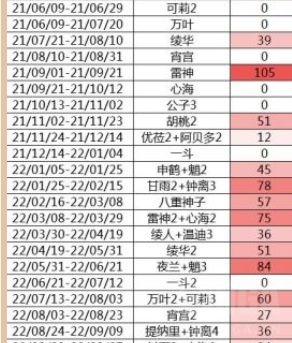 21/06/09-21/06/29 可莉2 0
21/06/29-21/07/20 万叶 0
21/07/21-21/08/10 绫华 39
21/08/10-21/08/31 宵宫 0
21/09/01-21/09/21 雷神 105
21/09/21-21/10/12 心海 0
21/10/13-21/11/02 公子3 0
21/11/02-21/11/23 胡桃2 51
21/11/24-21/12/14 优菈2+阿贝多2 12
21/12/14-22/01/04 一斗 0
22/01/05-22/01/25 申鹤+魈2 45
22/01/25-22/02/15 甘雨2+钟离3 78
22/02/16-22/03/08 八重神子 57
22/03/08-22/03/29 雷神2+心海2 75
22/03/30-22/04/19 绫人+温迪3 36
22/04/19-22/05/31 绫华2 51
22/05/31-22/06/21 夜兰+魈3 84
22/06/21-22/07/12 一斗2 0
22/07/13-22/08/03 万叶2+可莉3 60
22/08/03-22/08/23 宵宫2 27
22/08/24-22/09/09 提纳里+钟离4 36